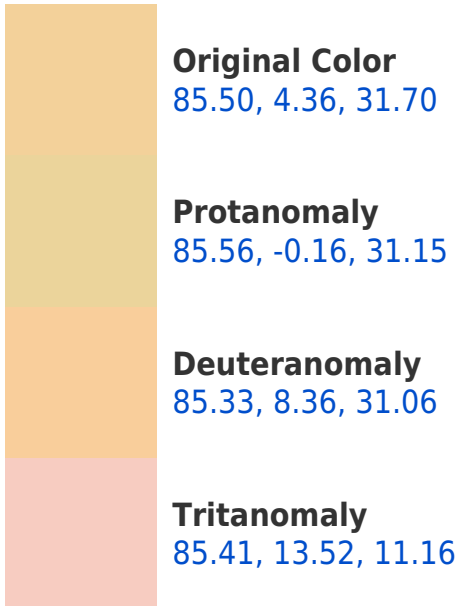 Original Color
85.50, 4.36, 31.70
Protanomaly
85.56, -0.16, 31.15
Deuteranomaly
85.33, 8.36, 31.06
Tritanomaly
85.41, 13.52, 11.16